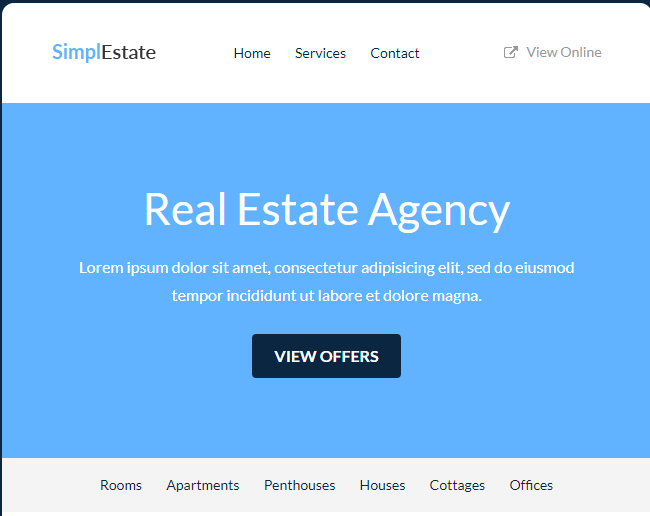 SimplEstate
Home Services Contact
View Online
Real Estate Agency
Lorem ipsum dolor sit amet, consectetur adipisicing elit, sed do eiusmod
tempor incididunt ut labore et dolore magna.
VIEW OFFERS
Rooms Apartments Penthouses Houses Cottages Offices